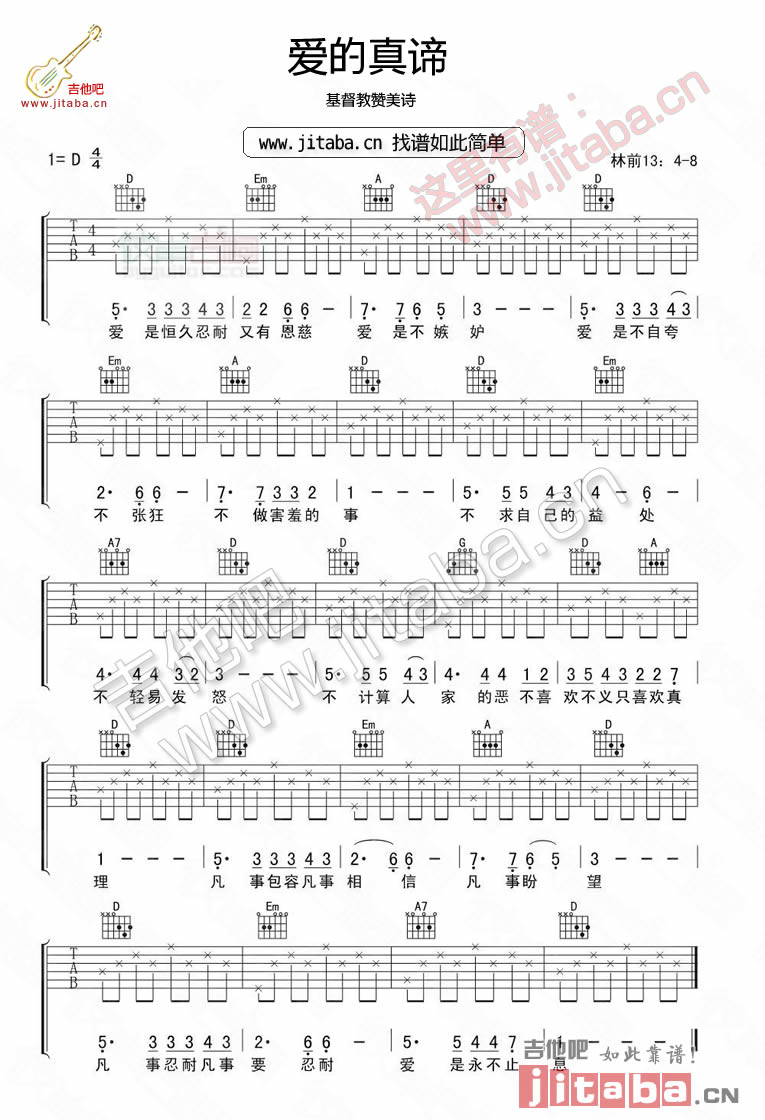 爱的真谛
吉他吧
www.jitaba.cn
基督教赞美诗
www.jitaba.cn 找谱如此简单
这里有谱：
www.jitaba.cn
1= D 4/4
林前13：4-8
D Em A D D
T A B 4 4
5· 3 3 3 4 3 2 2 6 6 - 7· 7 6 5 3 - - 5· 3 3 3 4 3
爱 是恒久忍耐 又有 恩慈 爱 是不 嫉 妒 爱 是不自夸
Em A D D Em
T A B
2· 6 6 - 7· 7 3 3 2 1 - - 5· 5 5 4 3 4 - 6
不 张狂 不 做害羞的 事 不 求自己的 益 处
A7 D D G D A
T A B
4· 4 4 3 2 3 - - 5· 5 5 4 3 4· 4 4 1 2 3 5 4 3 2 2 7
不 轻易 发 怒 不 计算 人 家 的恶 不喜 欢不义只喜欢真
吉他吧
www.jitaba.cn
D D Em A D
T A B
1 - - - 5· 3 3 3 4 3 2· 6 6 - 7· 7 6 5 3 - -
理 凡 事包容凡事 相 信 凡 事盼 望
D Em A7 D
T A B
5· 3 3 3 4 3 2· 6 6 5· 5 4 4 7
凡 事忍耐凡事 要 忍耐 爱 是永不止 息
吉他吧 如此靠谱!
jitaba.CN